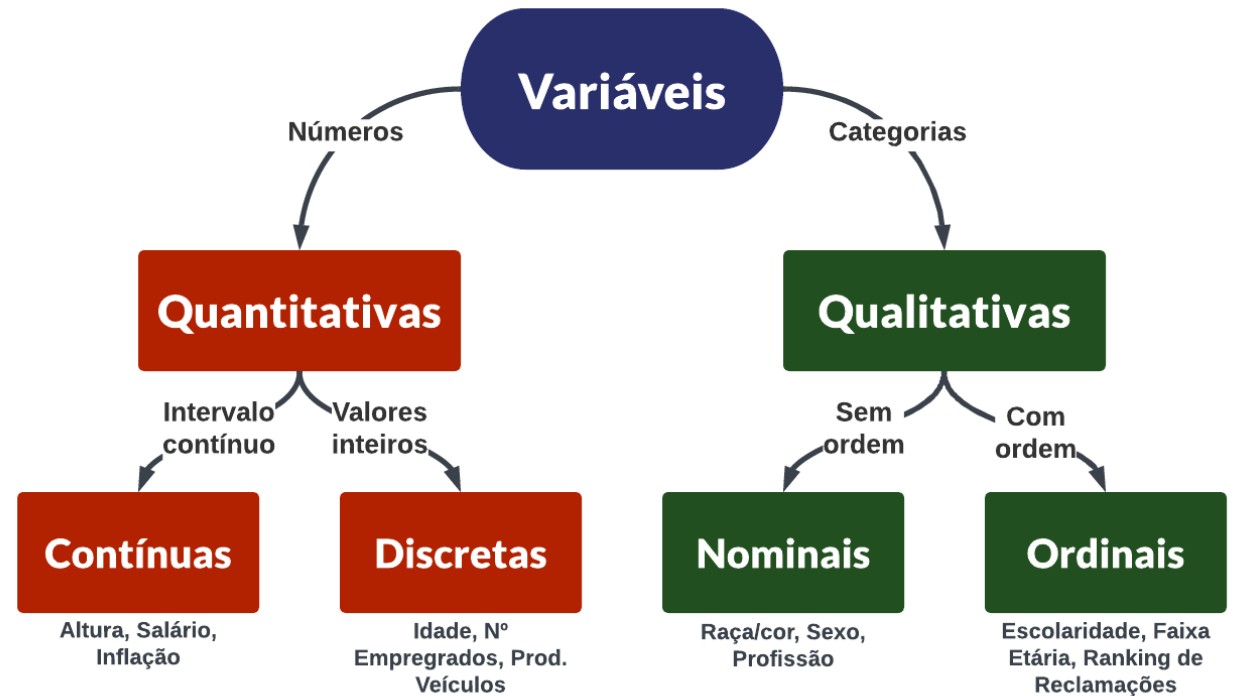 Variáveis
Números
Categorias
Quantitativas
Qualitativas
Intervalo
contínuo
Valores
inteiros
Sem
ordem
Com
ordem
Contínuas
Discretas
Nominais
Ordinais
Altura, Salário,
Inflação
Idade, Nº
Empregrados, Prod.
Veículos
Raça/cor, Sexo,
Profissão
Escolaridade, Faixa
Etária, Ranking de
Reclamações